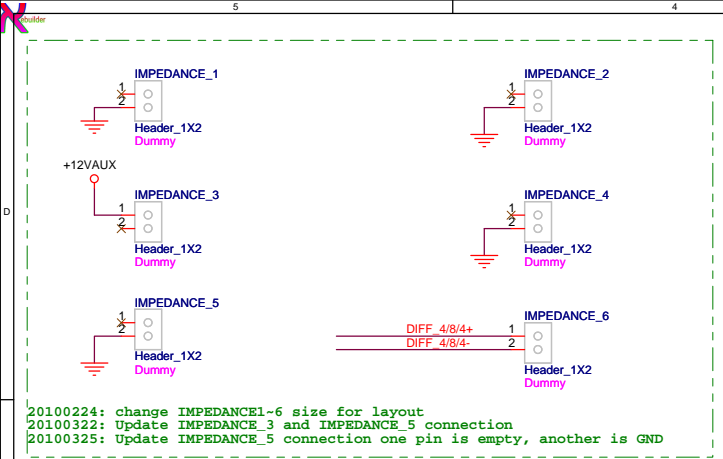 5 4
ebuilder
IMPEDANCE_1 IMPEDANCE_2
1 1
2 2
Header_1X2 Header_1X2
Dummy Dummy
+12VAUX
IMPEDANCE_3 IMPEDANCE_4
D
1 1
2 2
Header_1X2 Header_1X2
Dummy Dummy
IMPEDANCE_5 IMPEDANCE_6
1 DIFF_4/8/4+ 1
2 DIFF_4/8/4- 2
Header_1X2 Header_1X2
Dummy Dummy
20100224: change IMPEDANCE1~6 size for layout
20100322: Update IMPEDANCE_3 and IMPEDANCE_5 connection
20100325: Update IMPEDANCE_5 connection one pin is empty, another is GND